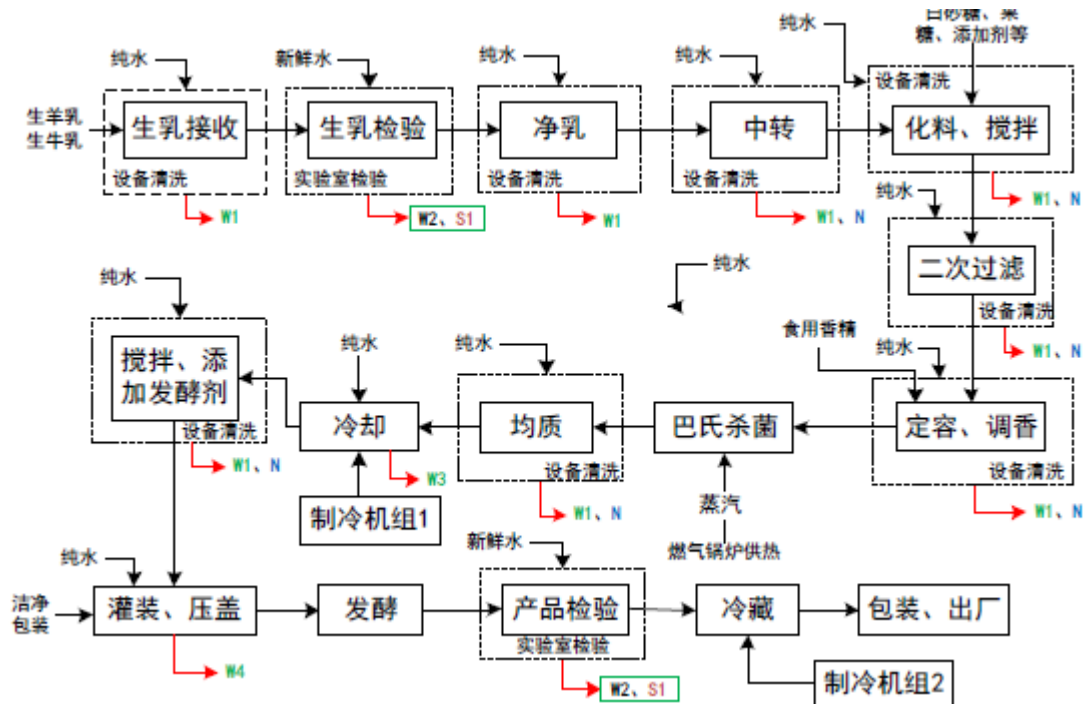 白砂糖、果
糖、添加剂等
纯水
新鲜水
纯水
纯水
纯水
设备清洗
生羊乳
生牛乳
生乳接收
生乳检验
净乳
中转
化料、搅拌
设备清洗
实验室检验
设备清洗
设备清洗
W1
W2、S1
W1
W1、N
W1、N
纯水
二次过滤
设备清洗
W1、N
纯水
纯水
食用香精
纯水
纯水
纯水
搅拌、添
加发酵剂
冷却
均质
巴氏杀菌
定容、调香
设备清洗
设备清洗
设备清洗
W1、N
W3
W1、N
W1、N
制冷机组1
蒸汽
燃气锅炉供热
纯水
新鲜水
洁净
包装
灌装、压盖
发酵
产品检验
冷藏
包装、出厂
实验室检验
W4
W2、S1
制冷机组2